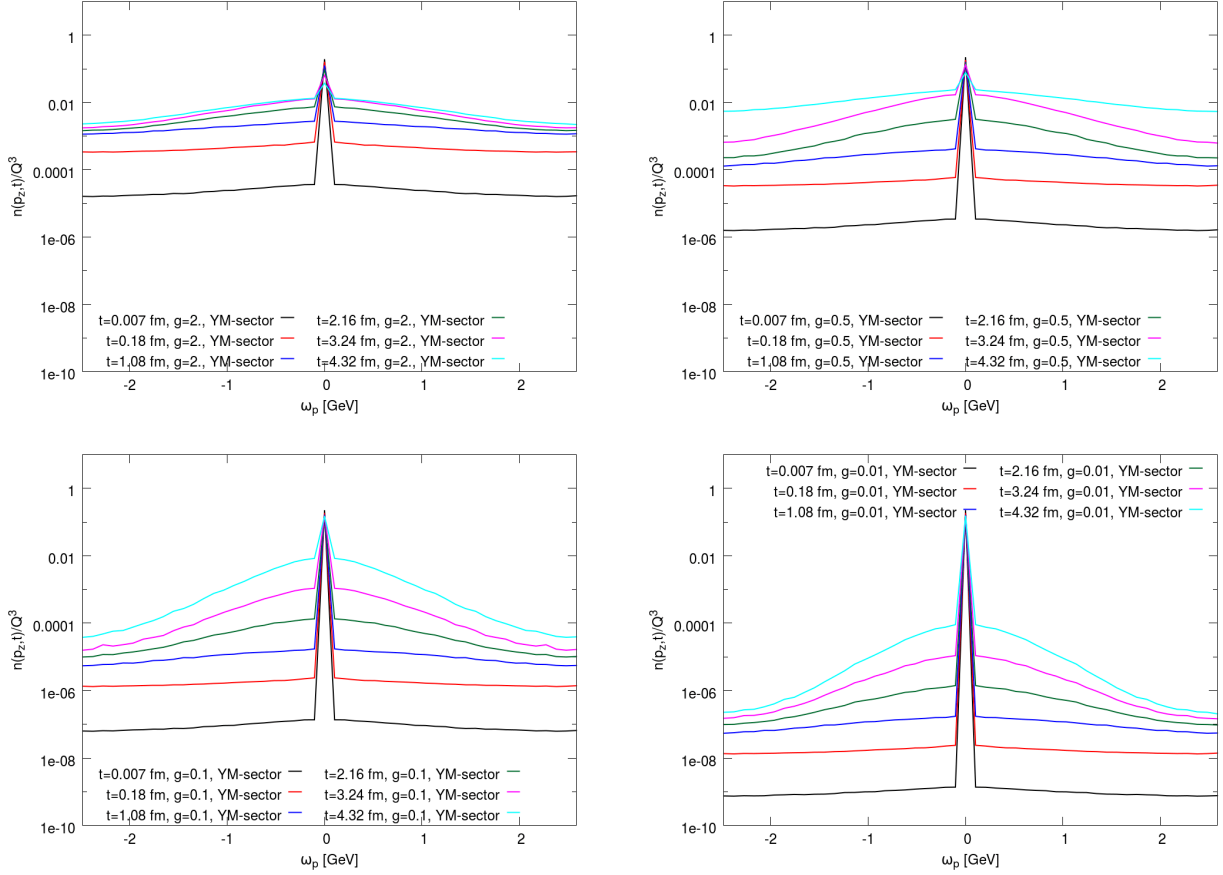 1
0.01
0.0001
1e-06
1e-08
1e-10
n(p_z,t)/Q^3
t=0.007 fm, g=2., YM-sector t=2.16 fm, g=2., YM-sector
t=0.18 fm, g=2., YM-sector t=3.24 fm, g=2., YM-sector
t=1.08 fm, g=2., YM-sector t=4.32 fm, g=2., YM-sector
-2 -1 0 1 2
ω_p [GeV]
1
0.01
0.0001
1e-06
1e-08
1e-10
n(p_z,t)/Q^3
t=0.007 fm, g=0.5, YM-sector t=2.16 fm, g=0.5, YM-sector
t=0.18 fm, g=0.5, YM-sector t=3.24 fm, g=0.5, YM-sector
t=1.08 fm, g=0.5, YM-sector t=4.32 fm, g=0.5, YM-sector
-2 -1 0 1 2
ω_p [GeV]
1
0.01
0.0001
1e-06
1e-08
1e-10
n(p_z,t)/Q^3
t=0.007 fm, g=0.1, YM-sector t=2.16 fm, g=0.1, YM-sector
t=0.18 fm, g=0.1, YM-sector t=3.24 fm, g=0.1, YM-sector
t=1.08 fm, g=0.1, YM-sector t=4.32 fm, g=0.1, YM-sector
-2 -1 0 1 2
ω_p [GeV]
t=0.007 fm, g=0.01, YM-sector t=2.16 fm, g=0.01, YM-sector
t=0.18 fm, g=0.01, YM-sector t=3.24 fm, g=0.01, YM-sector
t=1.08 fm, g=0.01, YM-sector t=4.32 fm, g=0.01, YM-sector
1
0.01
0.0001
1e-06
1e-08
1e-10
n(p_z,t)/Q^3
-2 -1 0 1 2
ω_p [GeV]